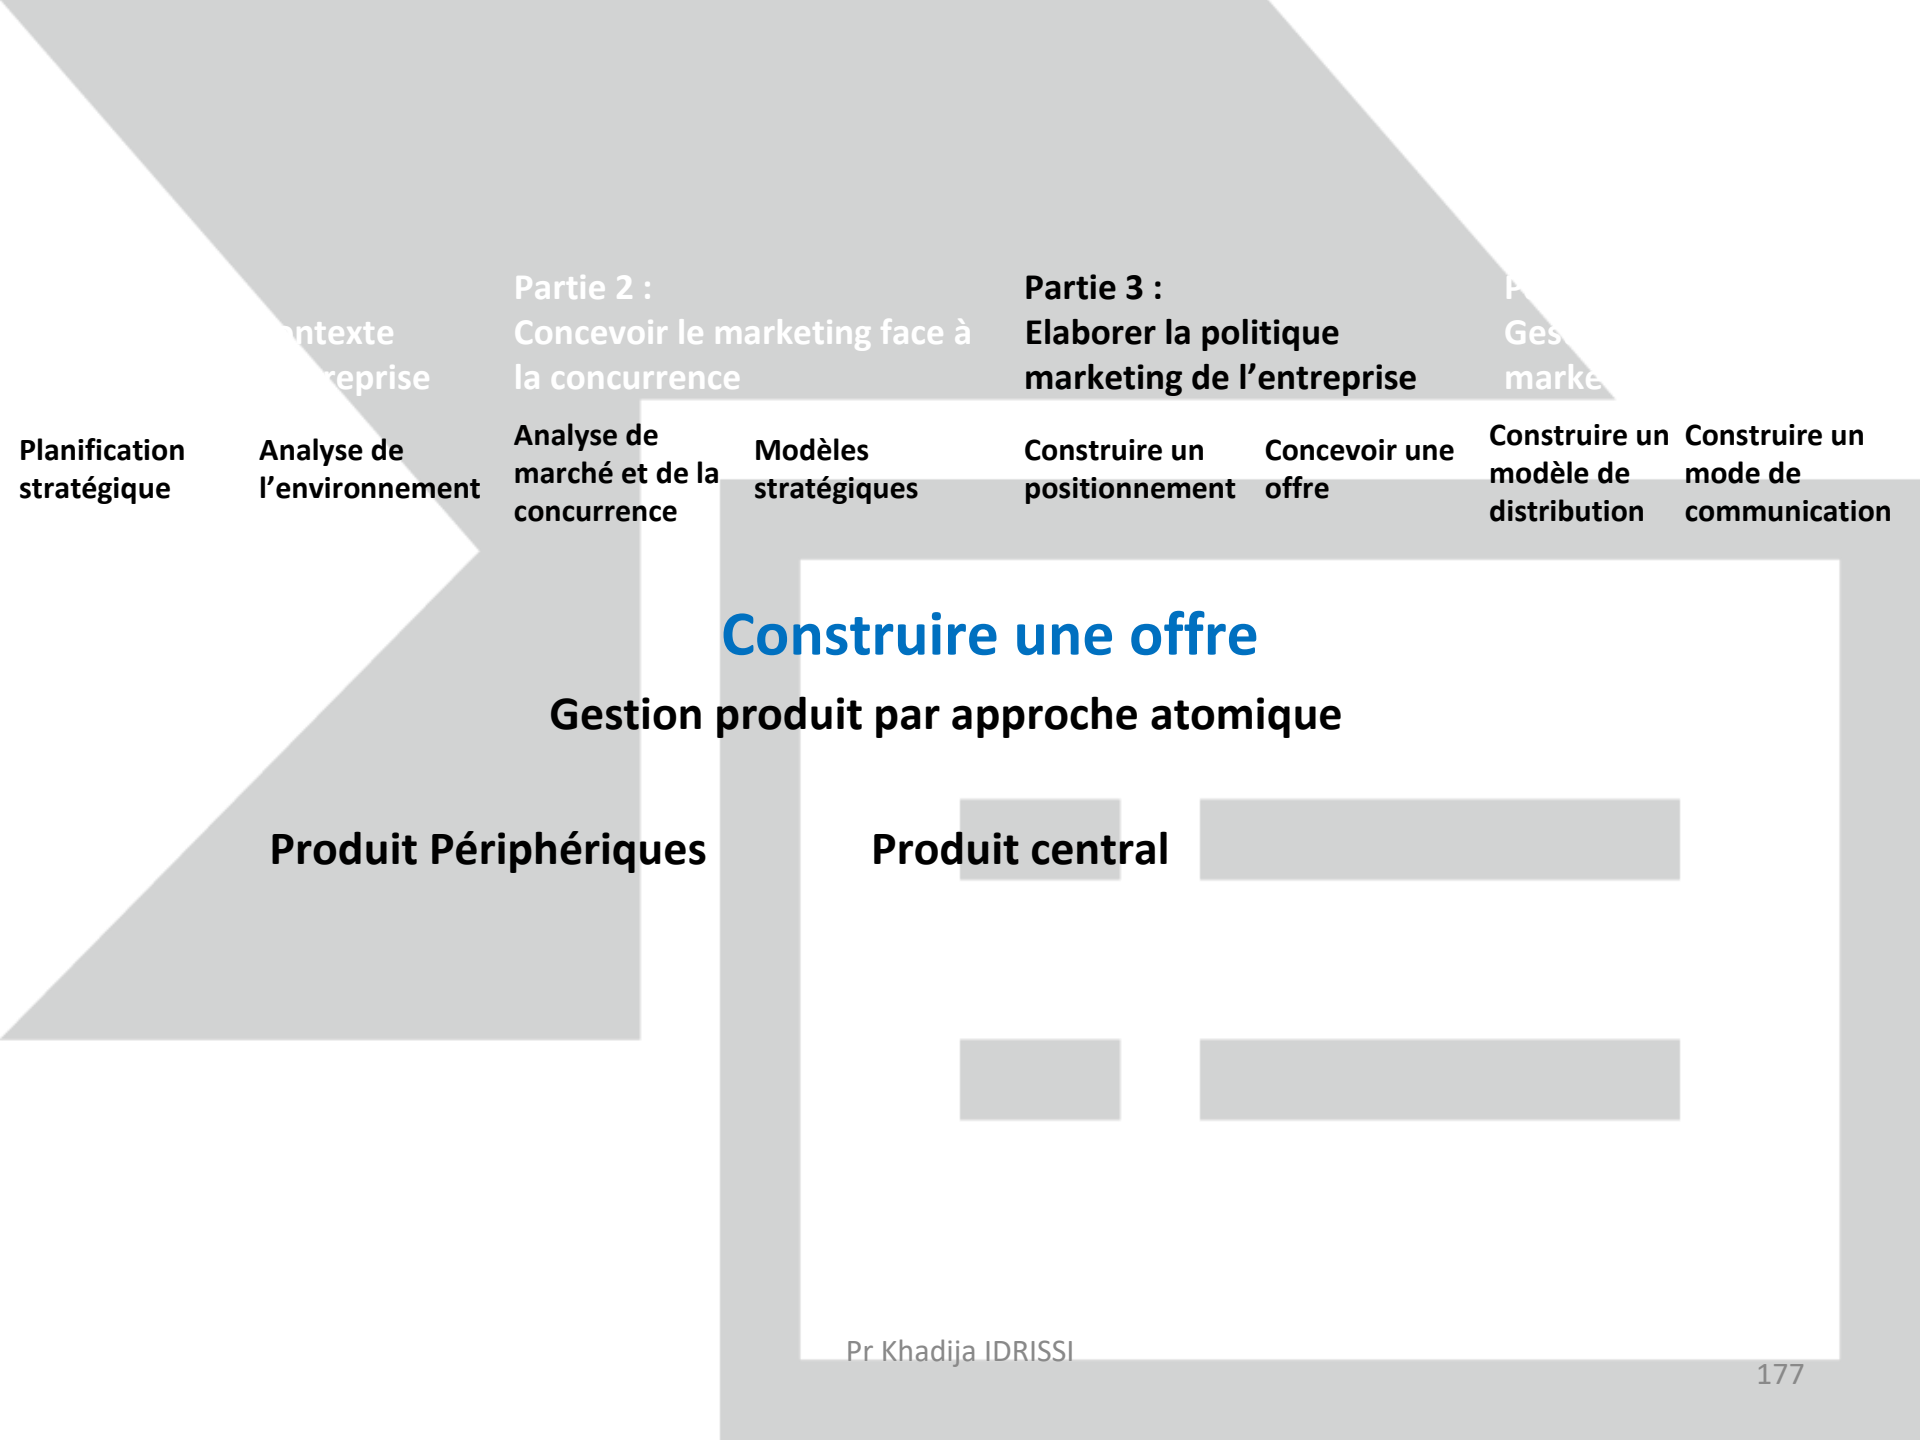 Partie 2 :
Concevoir le marketing face à
la concurrence
Partie 3 :
Elaborer la politique
marketing de l’entreprise
Planification
stratégique
Analyse de
l’environnement
Analyse de
marché et de la
concurrence
Modèles
stratégiques
Construire un
positionnement
Concevoir une
offre
Construire un
modèle de
distribution
Construire un
mode de
communication
Construire une offre
Gestion produit par approche atomique
Produit Périphériques
Produit central
Pr Khadija IDRISSI
177